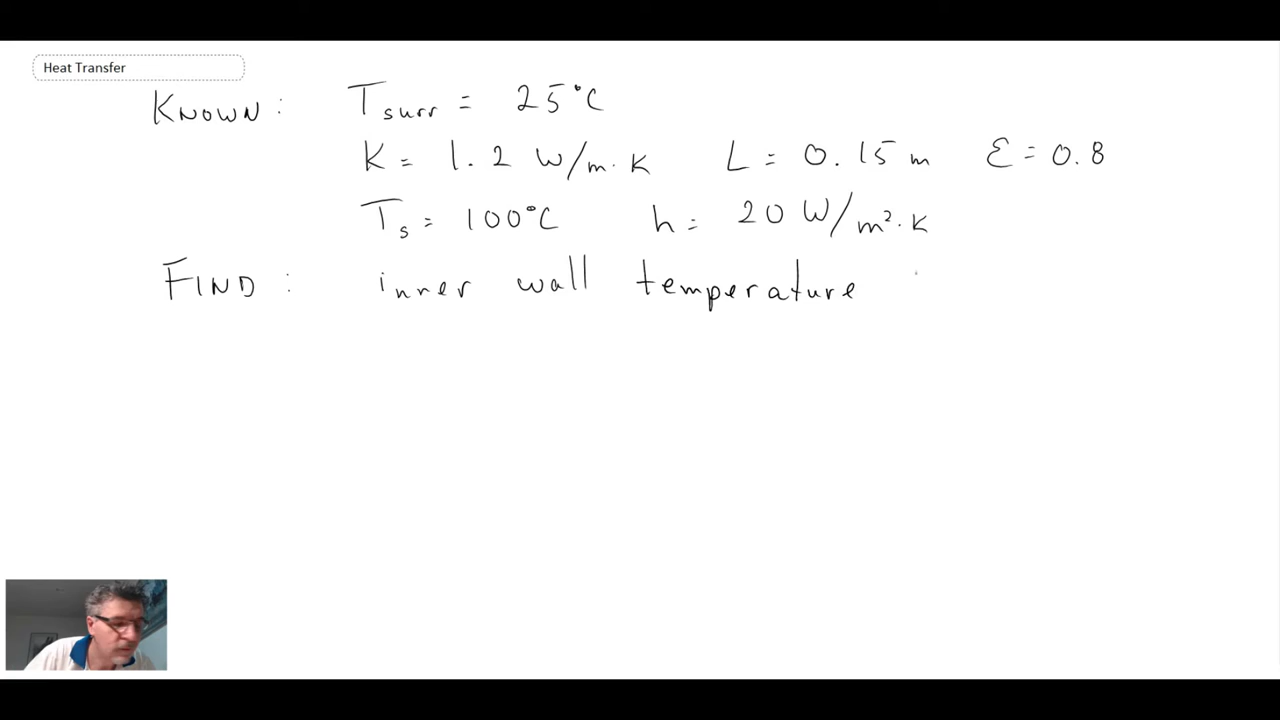 Heat Transfer
KNOWN: Tsurr = 25°C
K = 1.2 W/m·K L = 0.15 m ε = 0.8
Ts = 100°C h = 20 W/m²·K
FIND: inner wall temperature